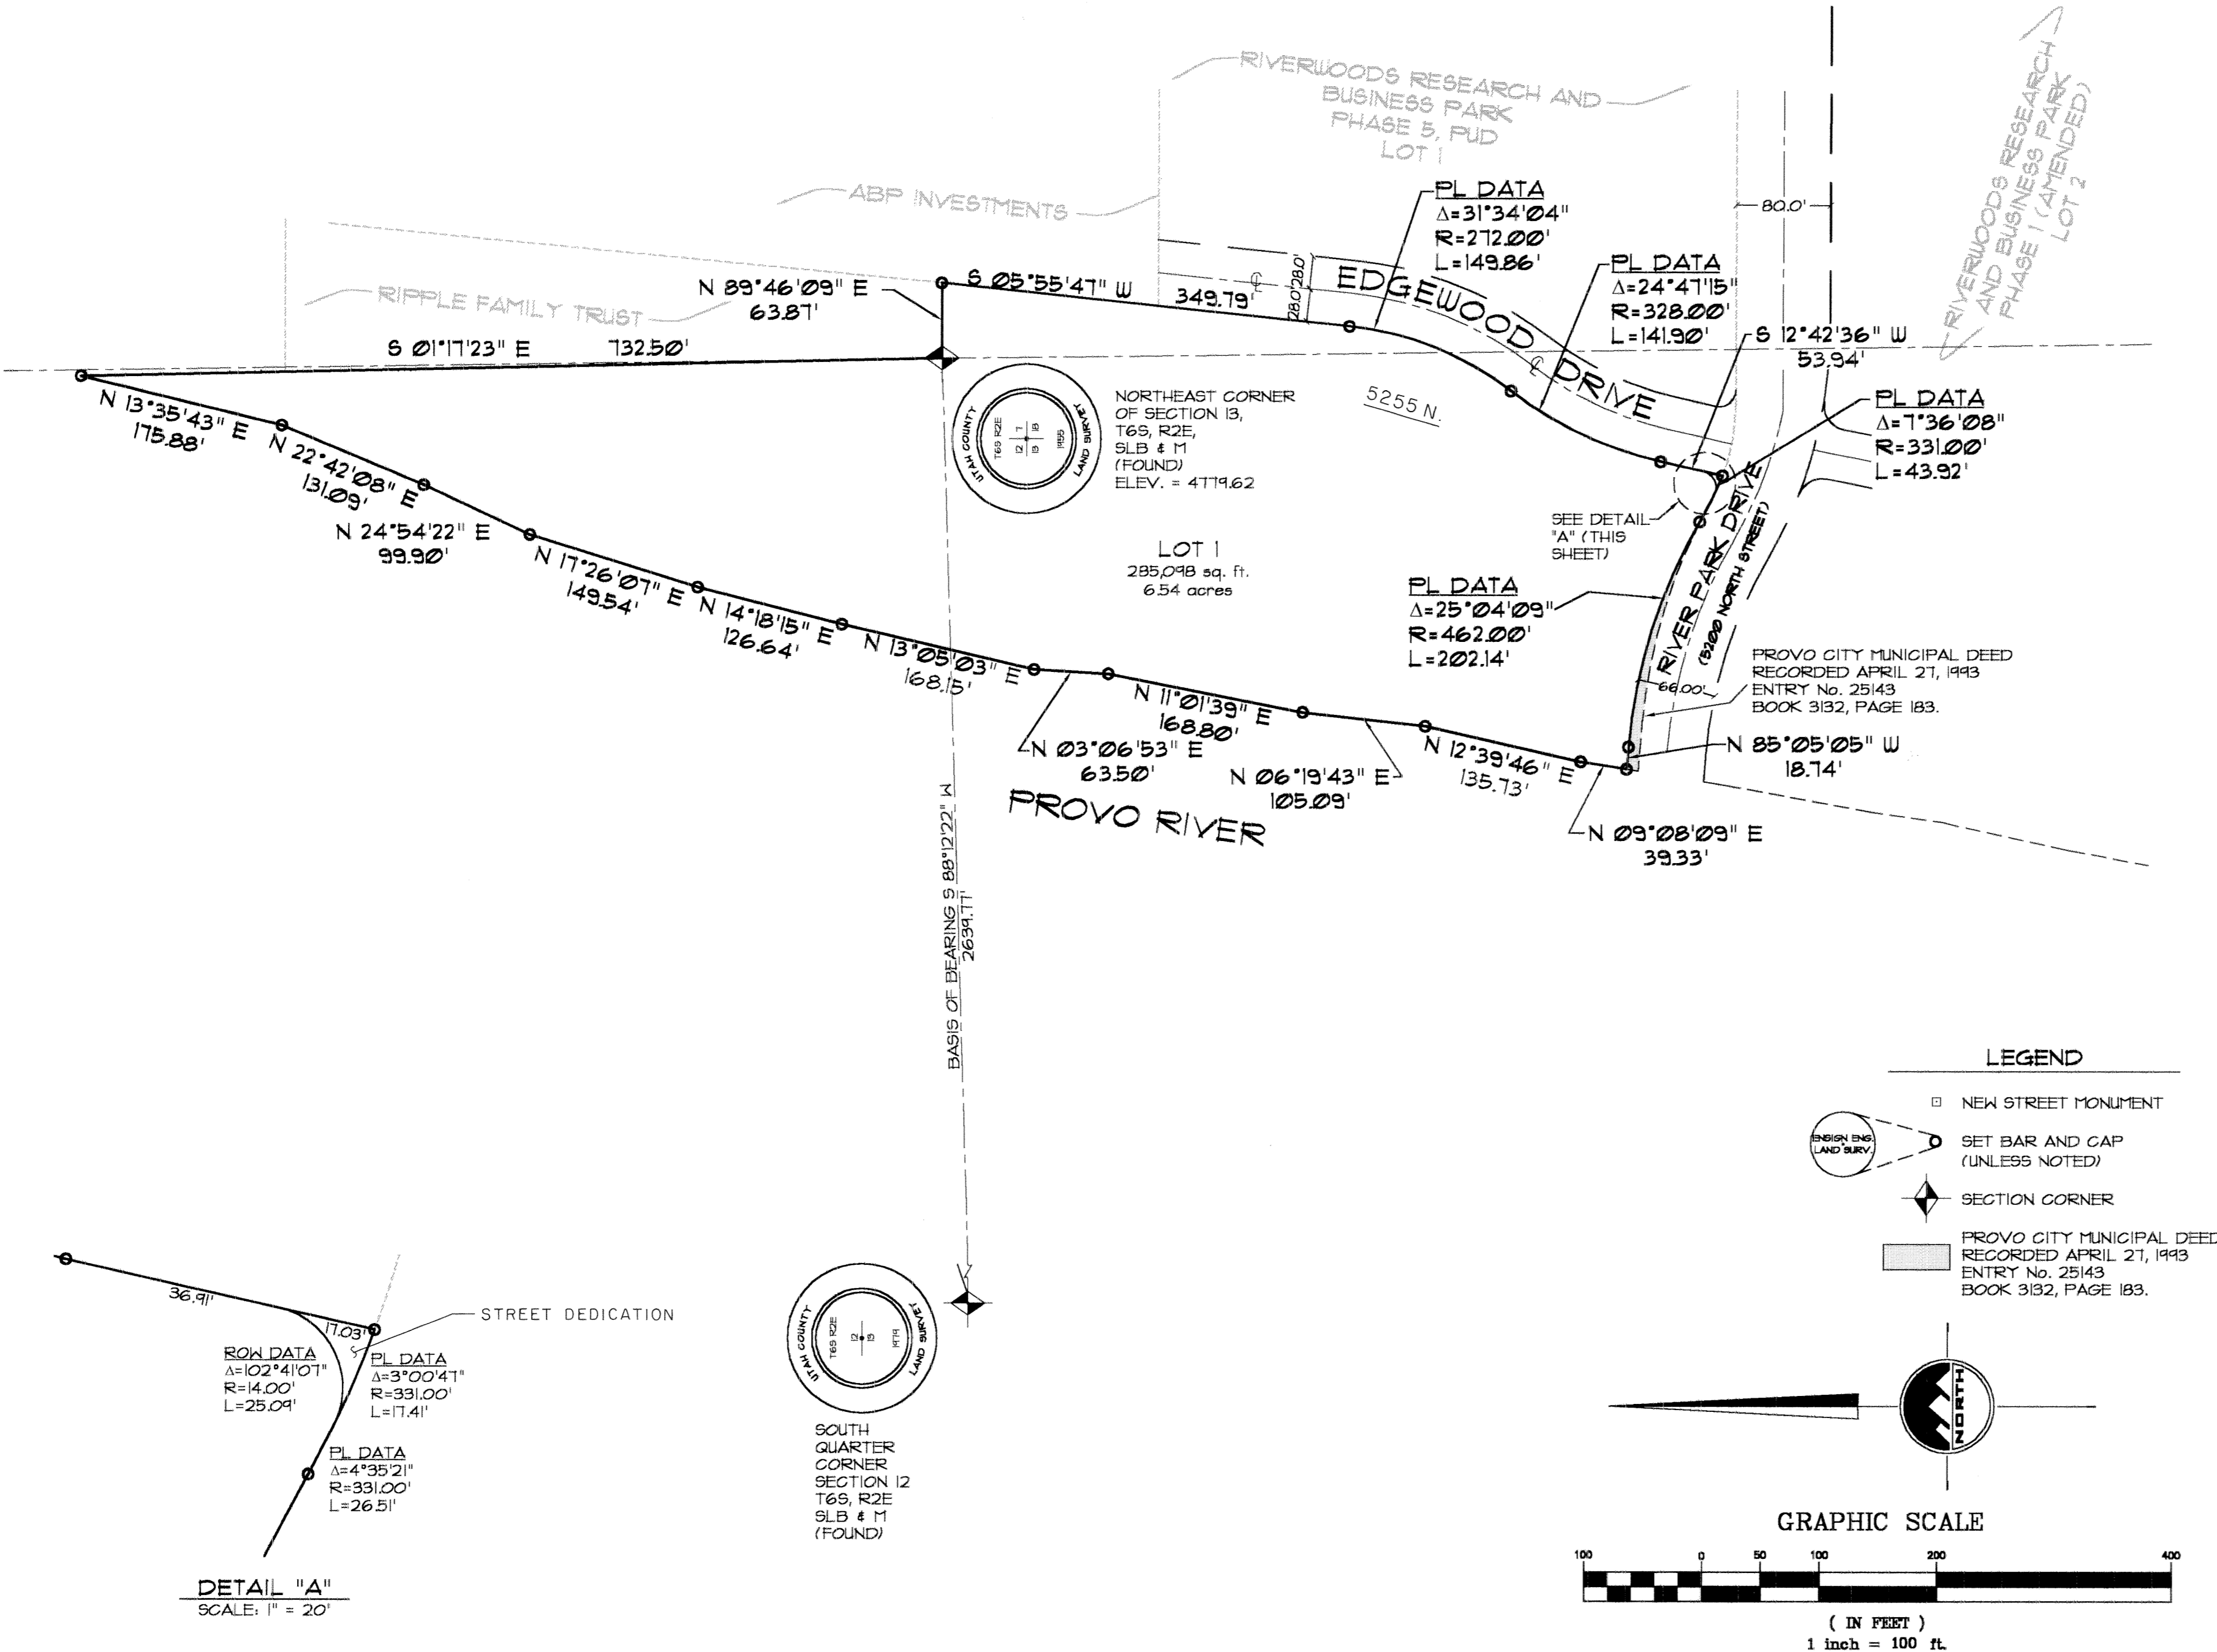 RIVERWOODS RESEARCH AND
BUSINESS PARK
PHASE 5, PUD
LOT 1
RIVERWOODS RESEARCH
AND BUSINESS PARK
PHASE 1 (AMENDED)
LOT 2
ABP INVESTMENTS
RIPPLE FAMILY TRUST
80.0'
PL DATA
Δ=31°34'04"
R=272.00'
L=149.86'
PL DATA
Δ=24°47'15"
R=328.00'
L=141.90'
S 12°42'36" W
53.94'
PL DATA
Δ=7°36'08"
R=331.00'
L=43.92'
N 89°46'09" E
63.87'
S 05°55'47" W
349.79'
28.0'
28.0'
℄
EDGEWOOD DRIVE
℄
S 01°17'23" E 732.50'
5255 N.
N 13°35'43" E
175.88'
N 22°42'08" E
131.09'
N 24°54'22" E
99.90'
N 17°26'07" E
149.54'
N 14°18'15" E
126.64'
N 13°05'03" E
168.15'
N 03°06'53" E
63.50'
N 11°01'39" E
168.80'
N 06°19'43" E
105.09'
N 12°39'46" E
135.73'
N 09°08'09" E
39.33'
N 85°05'05" W
18.74'
UTAH COUNTY
LAND SURVEY
T6S R2E
12 7
13 18
1955
NORTHEAST CORNER
OF SECTION 13,
T6S, R2E,
SLB & M
(FOUND)
ELEV. = 4779.62
LOT 1
285,098 sq. ft.
6.54 acres
SEE DETAIL
"A" (THIS
SHEET)
PL DATA
Δ=25°04'09"
R=462.00'
L=202.14'
RIVER PARK DRIVE
(5200 NORTH STREET)
66.00'
PROVO CITY MUNICIPAL DEED
RECORDED APRIL 27, 1993
ENTRY No. 25143
BOOK 3132, PAGE 183.
PROVO RIVER
BASIS OF BEARING S 88°12'22" W
2639.77'
UTAH COUNTY
LAND SURVEY
T6S R2E
12
13
1979
SOUTH
QUARTER
CORNER
SECTION 12
T6S, R2E
SLB & M
(FOUND)
36.91'
17.03'
STREET DEDICATION
ROW DATA
Δ=102°41'07"
R=14.00'
L=25.09'
PL DATA
Δ=3°00'47"
R=331.00'
L=17.41'
PL DATA
Δ=4°35'21"
R=331.00'
L=26.51'
DETAIL "A"
SCALE: 1" = 20'
LEGEND
NEW STREET MONUMENT
ENSIGN ENG.
LAND SURV.
SET BAR AND CAP
(UNLESS NOTED)
SECTION CORNER
PROVO CITY MUNICIPAL DEED
RECORDED APRIL 27, 1993
ENTRY No. 25143
BOOK 3132, PAGE 183.
NORTH
GRAPHIC SCALE
100 0 50 100 200 400
( IN FEET )
1 inch = 100 ft.